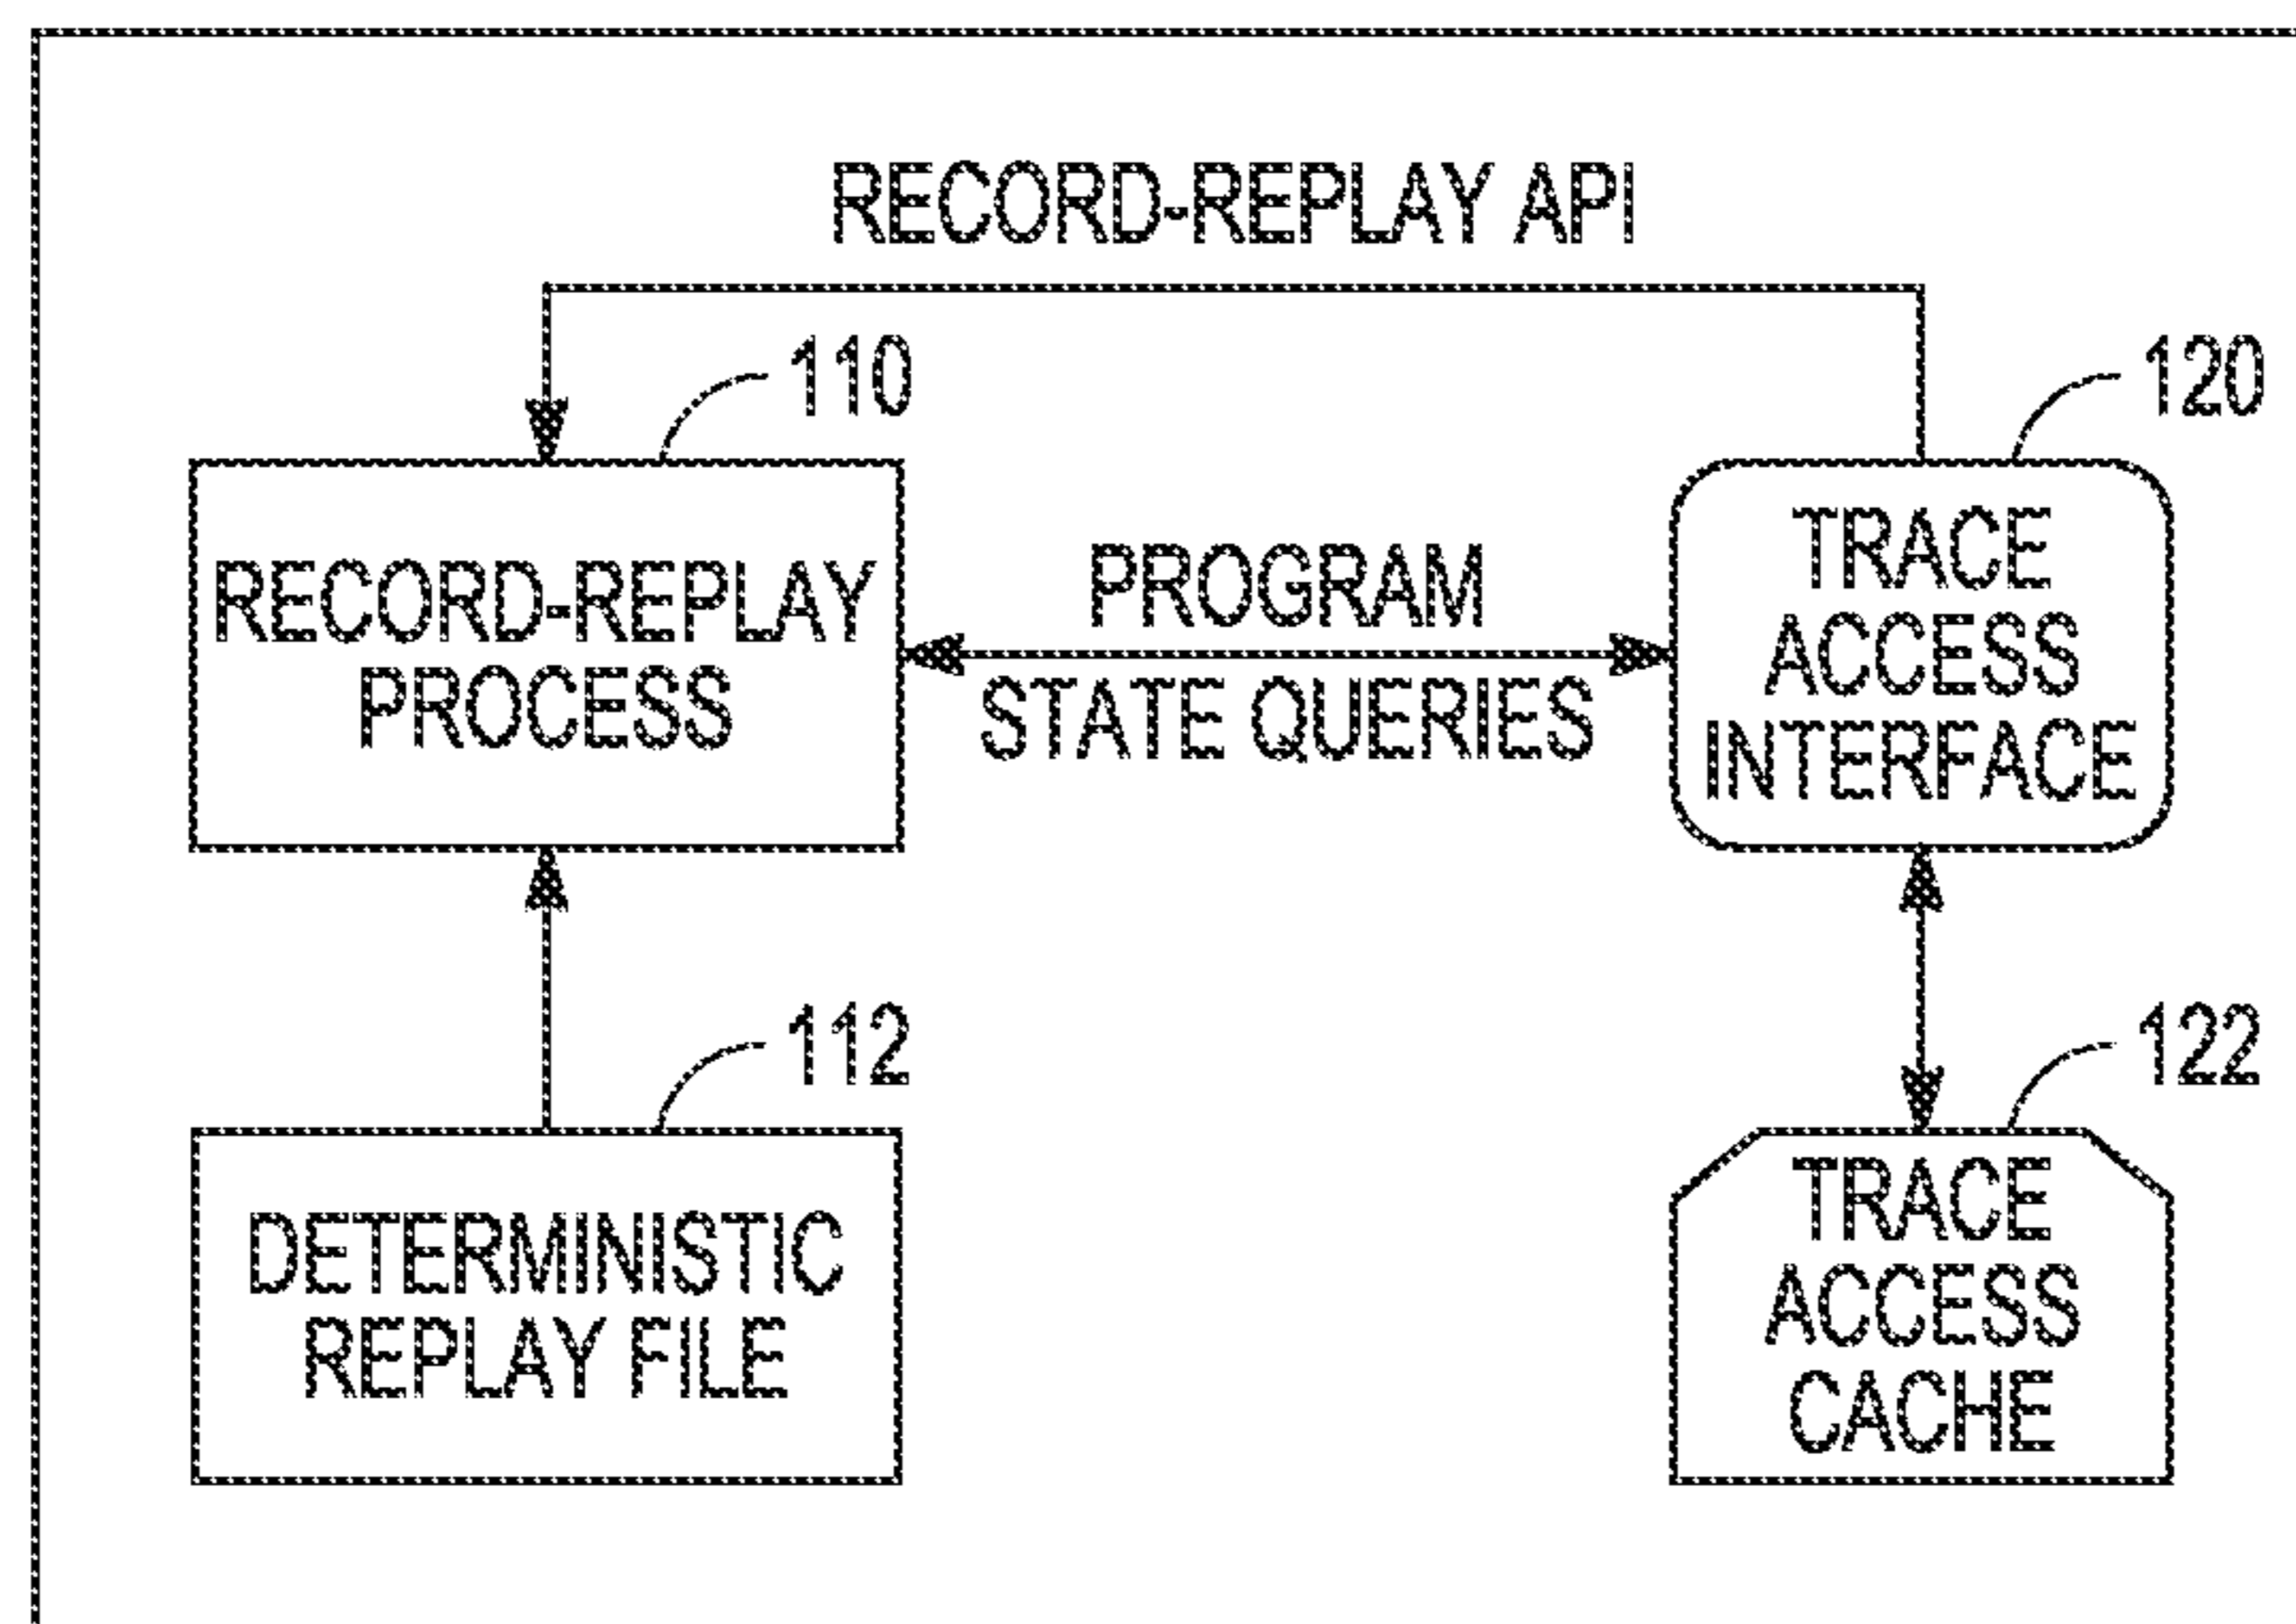 RECORD-REPLAY API
110
120
RECORD-REPLAY
PROCESS
PROGRAM
STATE QUERIES
TRACE
ACCESS
INTERFACE
112
122
DETERMINISTIC
REPLAY FILE
TRACE
ACCESS
CACHE